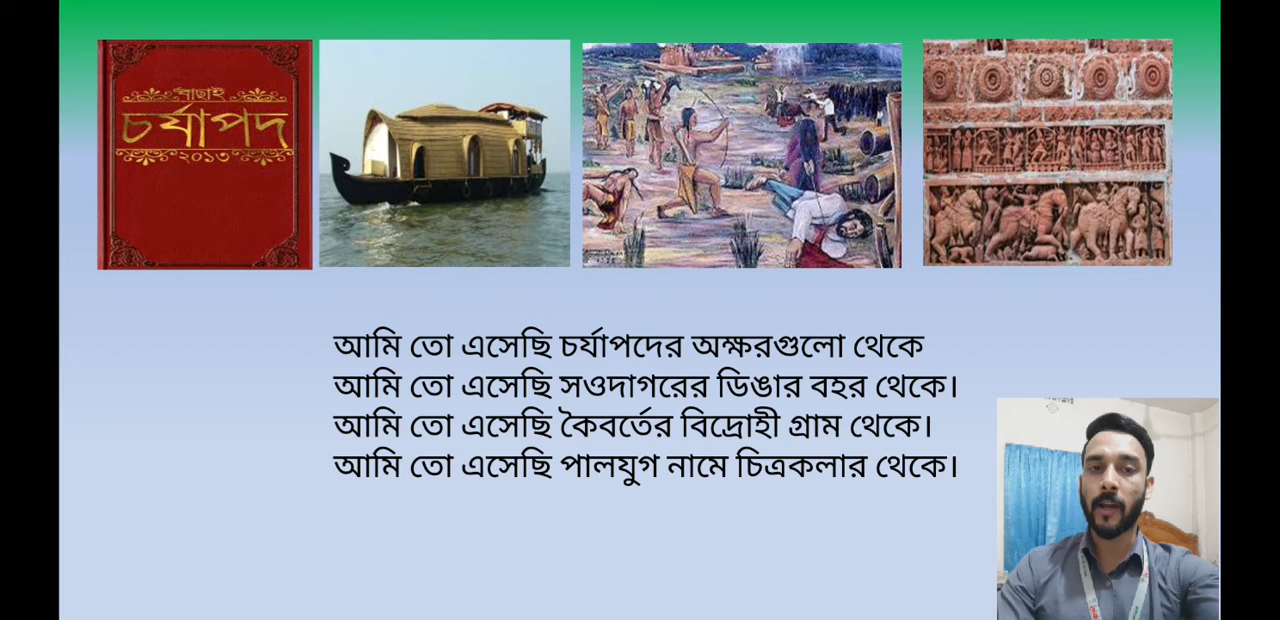 বাছাই
চর্যাপদ
২০১৩
আমি তো এসেছি চর্যাপদের অক্ষরগুলো থেকে
আমি তো এসেছি সওদাগরের ডিঙার বহর থেকে।
আমি তো এসেছি কৈবর্তের বিদ্রোহী গ্রাম থেকে।
আমি তো এসেছি পালযুগ নামে চিত্রকলার থেকে।